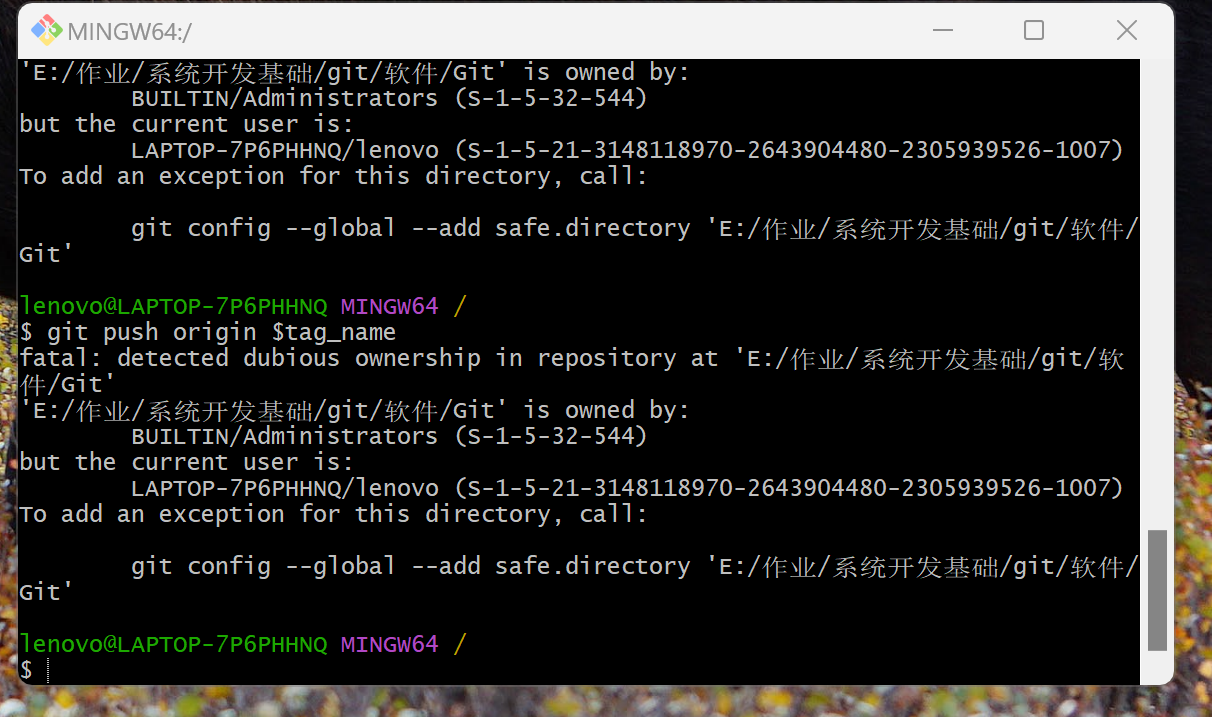 MINGW64:/
'E:/作业/系统开发基础/git/软件/Git' is owned by:
BUILTIN/Administrators (S-1-5-32-544)
but the current user is:
LAPTOP-7P6PHHNQ/lenovo (S-1-5-21-3148118970-2643904480-2305939526-1007)
To add an exception for this directory, call:
git config --global --add safe.directory 'E:/作业/系统开发基础/git/软件/
Git'
lenovo@LAPTOP-7P6PHHNQ MINGW64 /
$ git push origin $tag_name
fatal: detected dubious ownership in repository at 'E:/作业/系统开发基础/git/软
件/Git'
'E:/作业/系统开发基础/git/软件/Git' is owned by:
BUILTIN/Administrators (S-1-5-32-544)
but the current user is:
LAPTOP-7P6PHHNQ/lenovo (S-1-5-21-3148118970-2643904480-2305939526-1007)
To add an exception for this directory, call:
git config --global --add safe.directory 'E:/作业/系统开发基础/git/软件/
Git'
lenovo@LAPTOP-7P6PHHNQ MINGW64 /
$